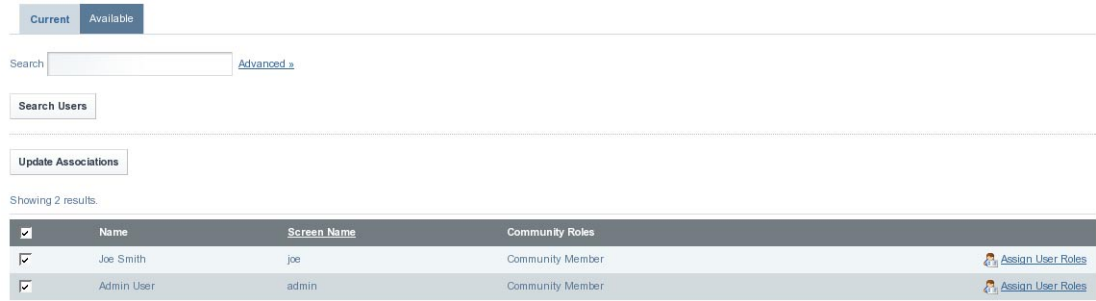 Current Available
Search Advanced »
Search Users
Update Associations
Showing 2 results.
Name Screen Name Community Roles
Joe Smith joe Community Member Assign User Roles
Admin User admin Community Member Assign User Roles